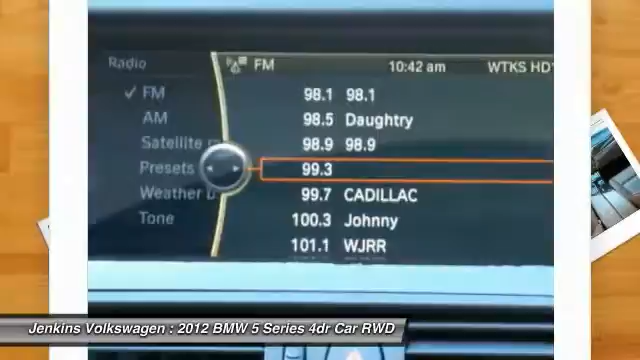 Radio
FM
10:42 am
WTKS HD
FM
98.1 98.1
AM
98.5 Daughtry
Satellite
98.9 98.9
Presets
99.3
Weather
99.7 CADILLAC
Tone
100.3 Johnny
101.1 WJRR
Jenkins Volkswagen : 2012 BMW 5 Series 4dr Car RWD